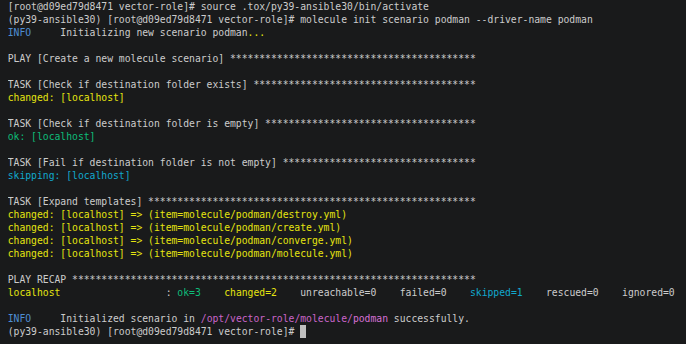 [root@d09ed79d8471 vector-role]# source .tox/py39-ansible30/bin/activate
(py39-ansible30) [root@d09ed79d8471 vector-role]# molecule init scenario podman --driver-name podman
INFO     Initializing new scenario podman...

PLAY [Create a new molecule scenario] ******************************************

TASK [Check if destination folder exists] **************************************
changed: [localhost]

TASK [Check if destination folder is empty] ************************************
ok: [localhost]

TASK [Fail if destination folder is not empty] *********************************
skipping: [localhost]

TASK [Expand templates] ********************************************************
changed: [localhost] => (item=molecule/podman/destroy.yml)
changed: [localhost] => (item=molecule/podman/create.yml)
changed: [localhost] => (item=molecule/podman/converge.yml)
changed: [localhost] => (item=molecule/podman/molecule.yml)

PLAY RECAP *********************************************************************
localhost                  : ok=3    changed=2    unreachable=0    failed=0    skipped=1    rescued=0    ignored=0

INFO     Initialized scenario in /opt/vector-role/molecule/podman successfully.
(py39-ansible30) [root@d09ed79d8471 vector-role]#